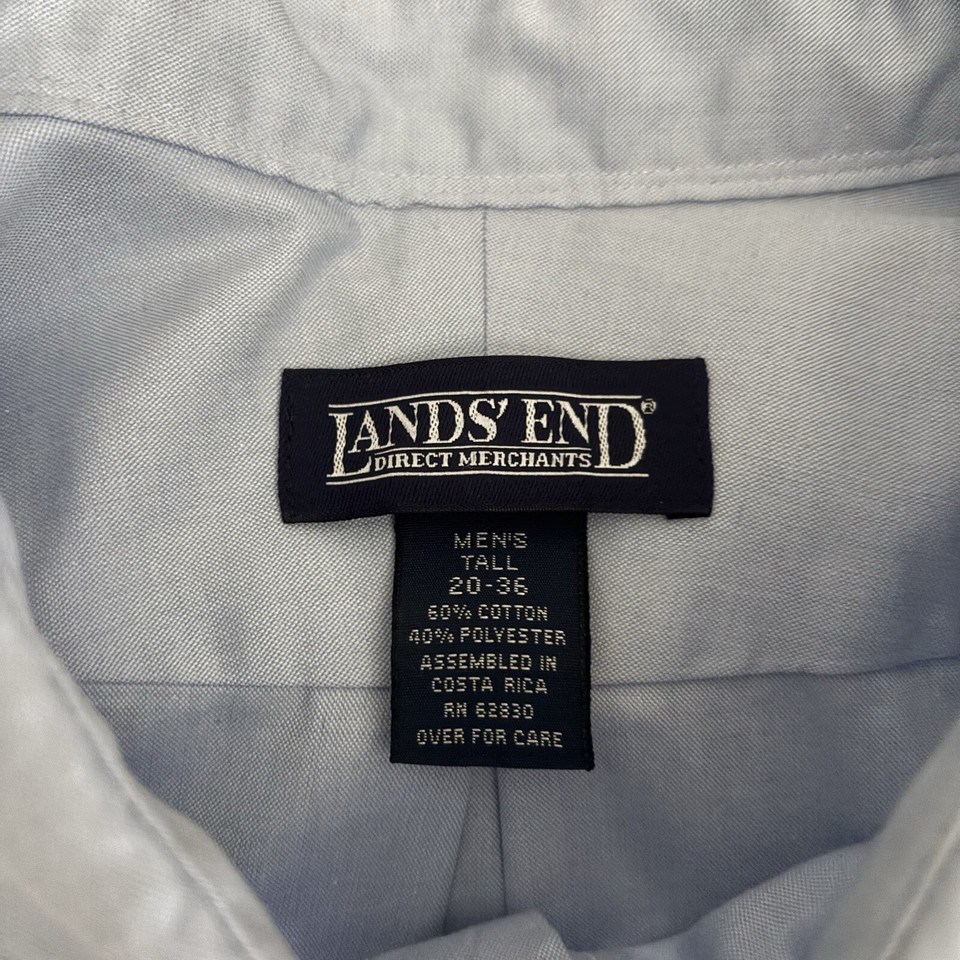 LANDS' END®
DIRECT MERCHANTS
MEN'S
TALL
20-36
60% COTTON
40% POLYESTER
ASSEMBLED IN
COSTA RICA
RN 62830
OVER FOR CARE